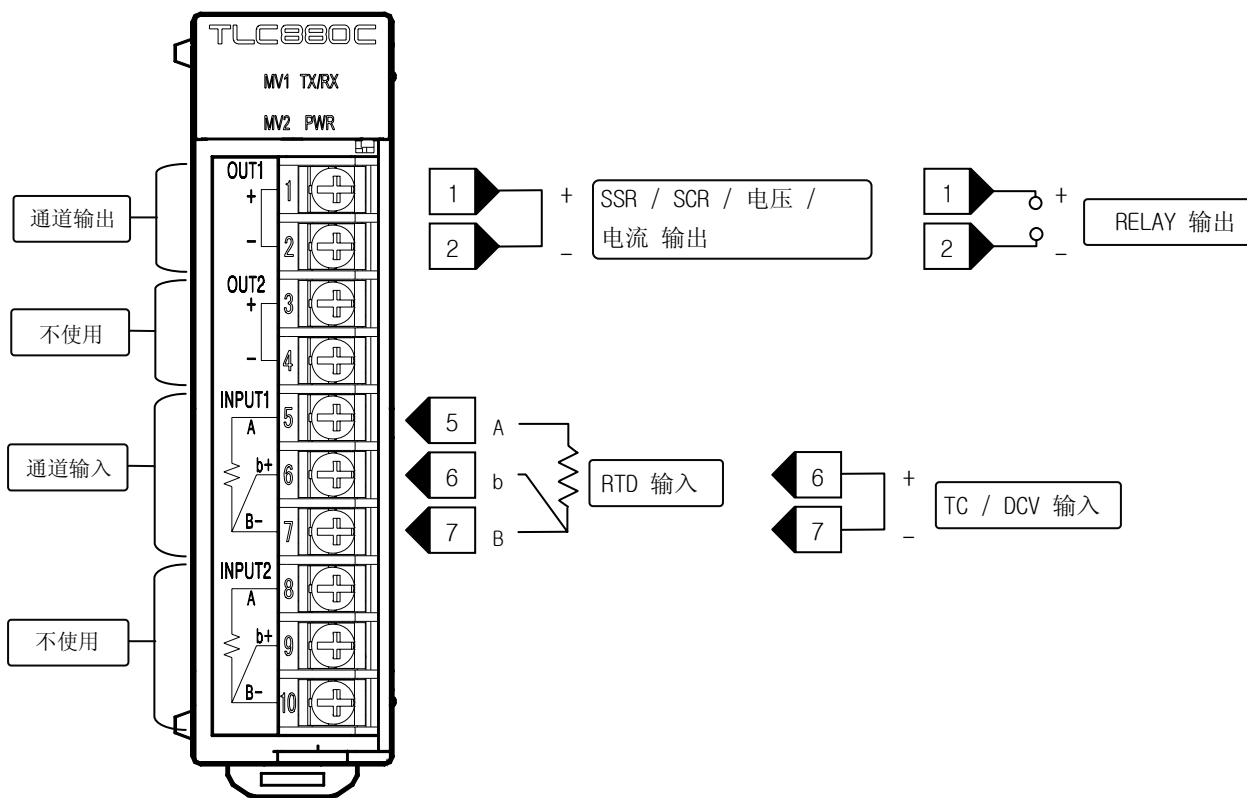 TLC880C
MV1 TX/RX
MV2 PWR
通道输出
不使用
通道输入
不使用
OUT1
+
-
OUT2
+
-
INPUT1
A
b+
B-
INPUT2
A
b+
B-
1
2
3
4
5
6
7
8
9
10
1
2
+
-
SSR / SCR / 电压 /
电流 输出
1
2
+
-
RELAY 输出
5 A
6 b
7 B
RTD 输入
6
7
+
-
TC / DCV 输入